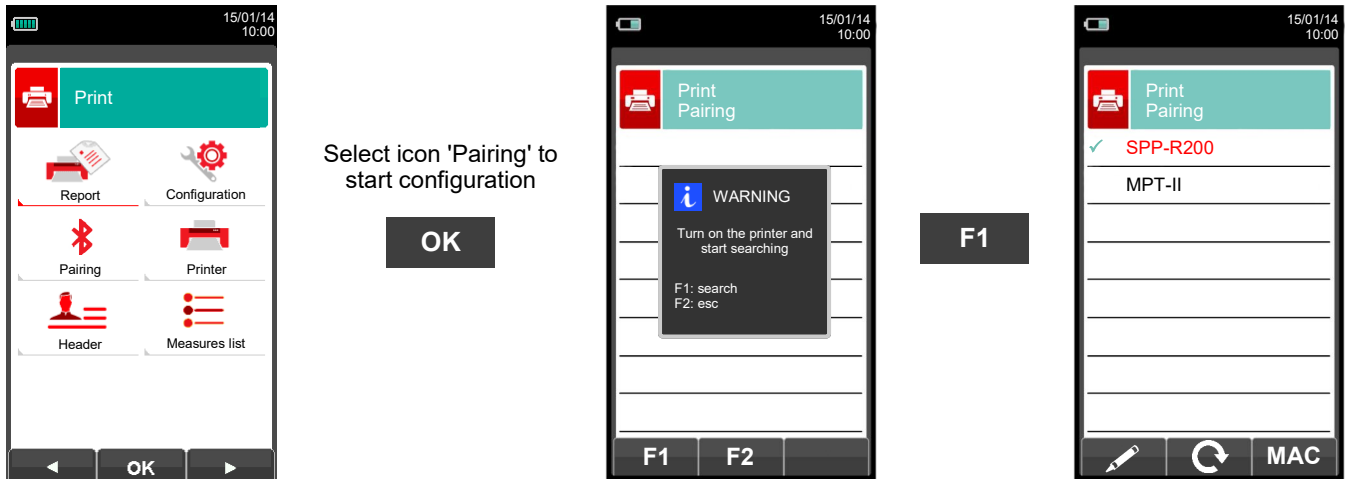 15/01/14
10:00
Print
Report
Configuration
Pairing
Printer
Header
Measures list
OK
Select icon 'Pairing' to
start configuration
OK
15/01/14
10:00
Print
Pairing
i WARNING
Turn on the printer and
start searching
F1: search
F2: esc
F1
F2
F1
15/01/14
10:00
Print
Pairing
SPP-R200
MPT-II
MAC